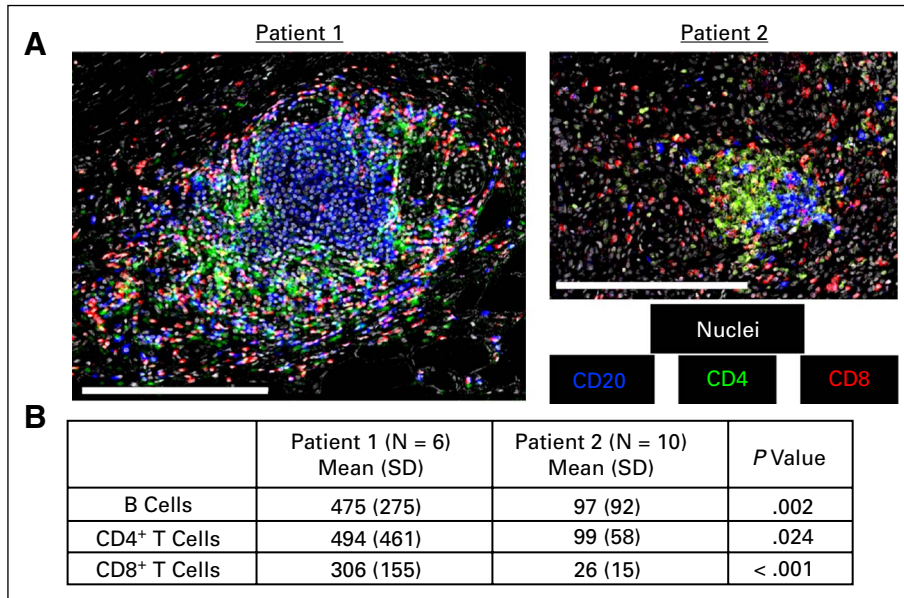 A
Patient 1
Patient 2
Nuclei
CD20
CD4
CD8
B
Patient 1 (N = 6)
Mean (SD)
Patient 2 (N = 10)
Mean (SD)
P Value
B Cells
475 (275)
97 (92)
.002
CD4+ T Cells
494 (461)
99 (58)
.024
CD8+ T Cells
306 (155)
26 (15)
< .001